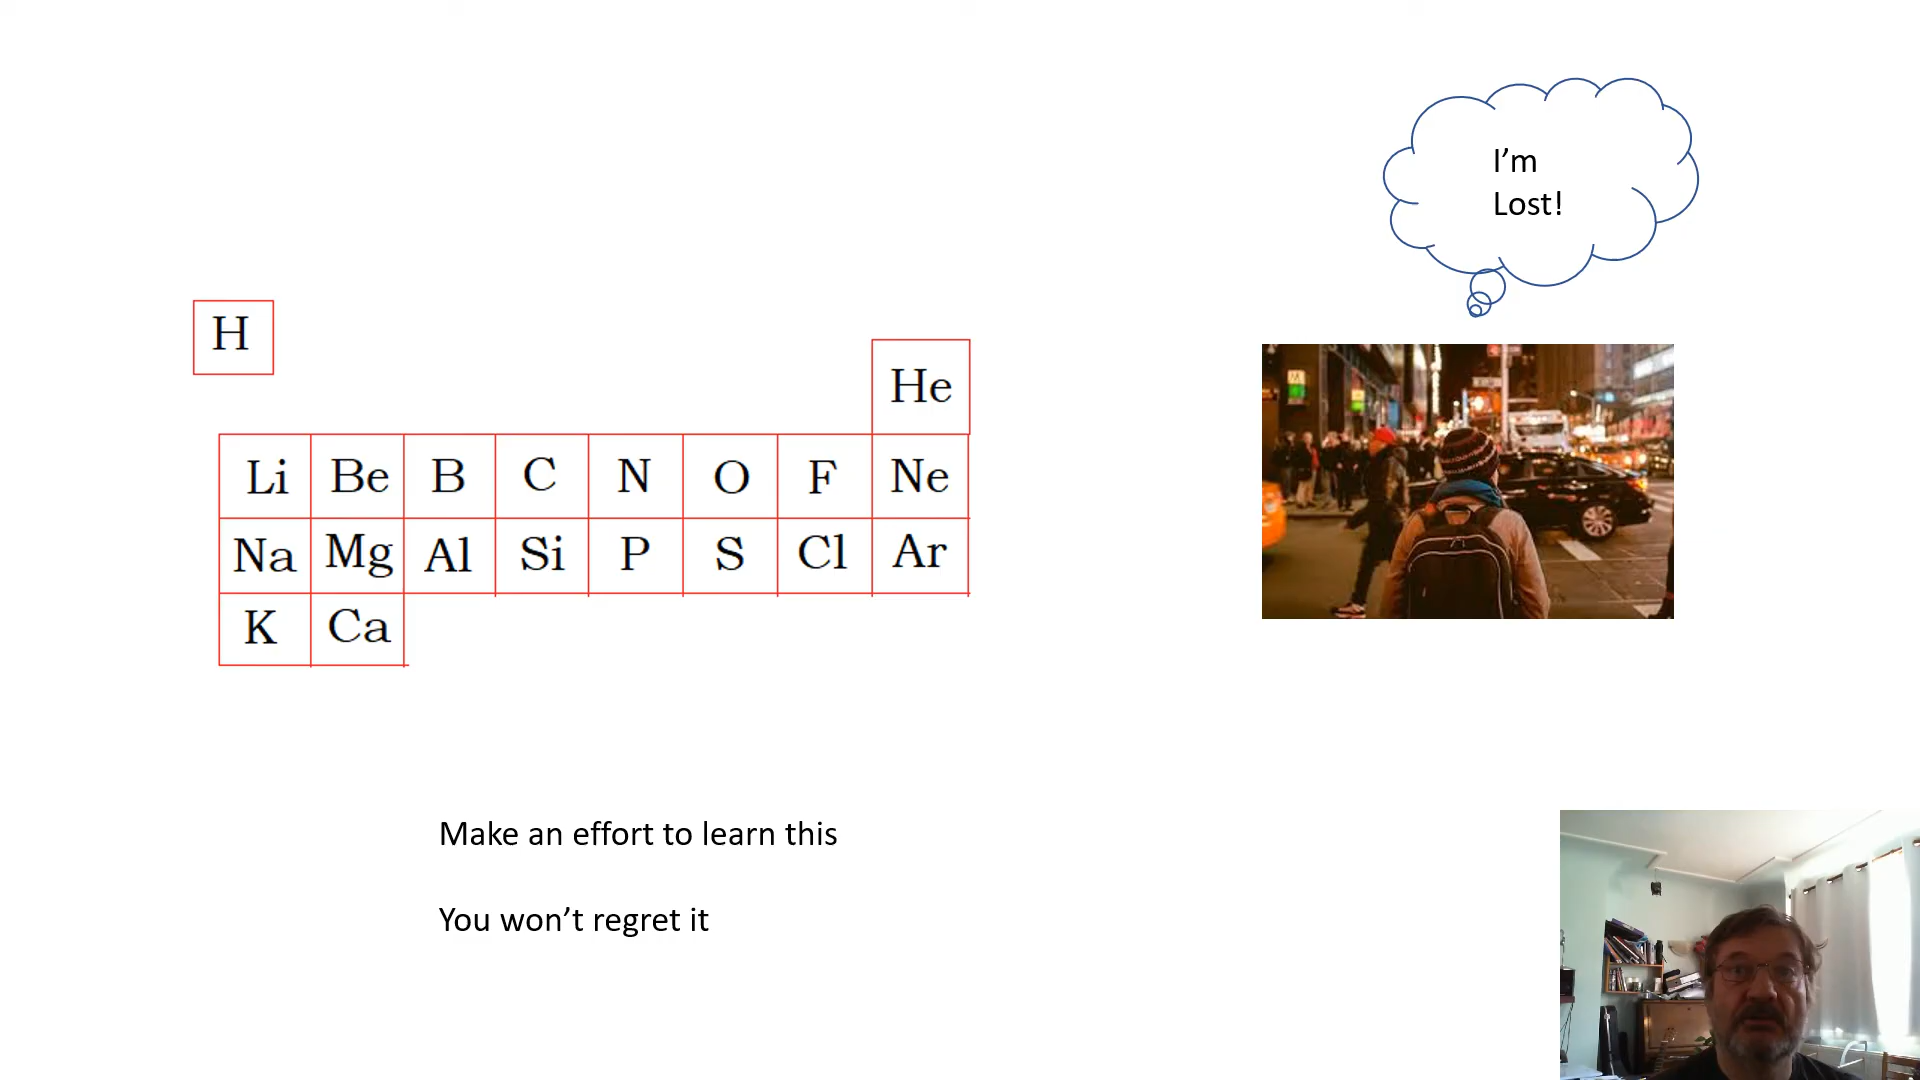 I’m
Lost!
H
He
Li Be B C N O F Ne
Na Mg Al Si P S Cl Ar
K Ca
Make an effort to learn this
You won’t regret it